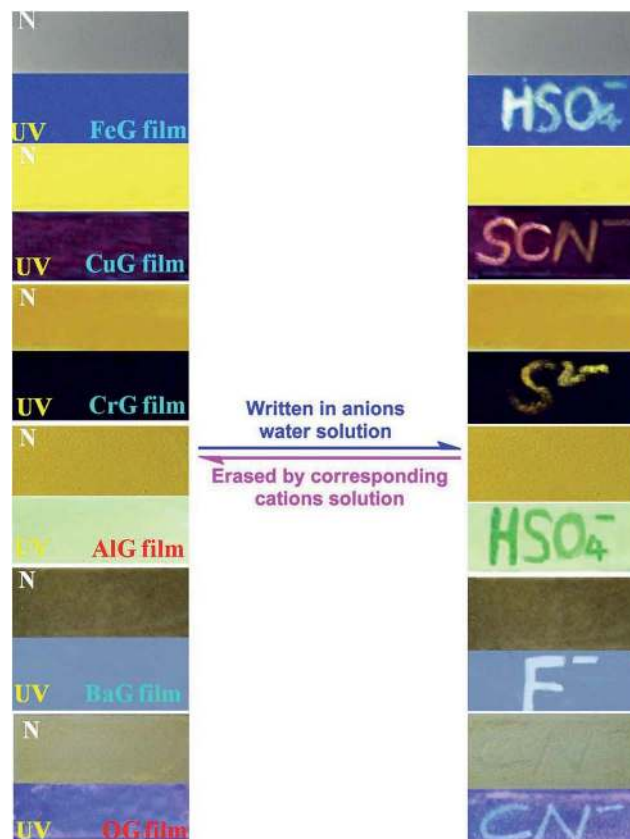 N
UV FeG film
HSO₄⁻
N
UV CuG film
SCN⁻
N
UV CrG film
S²⁻
Written in anions
water solution
Erased by corresponding
cations solution
N
UV AlG film
HSO₄⁻
N
UV BaG film
F⁻
N
UV OG film
CN⁻